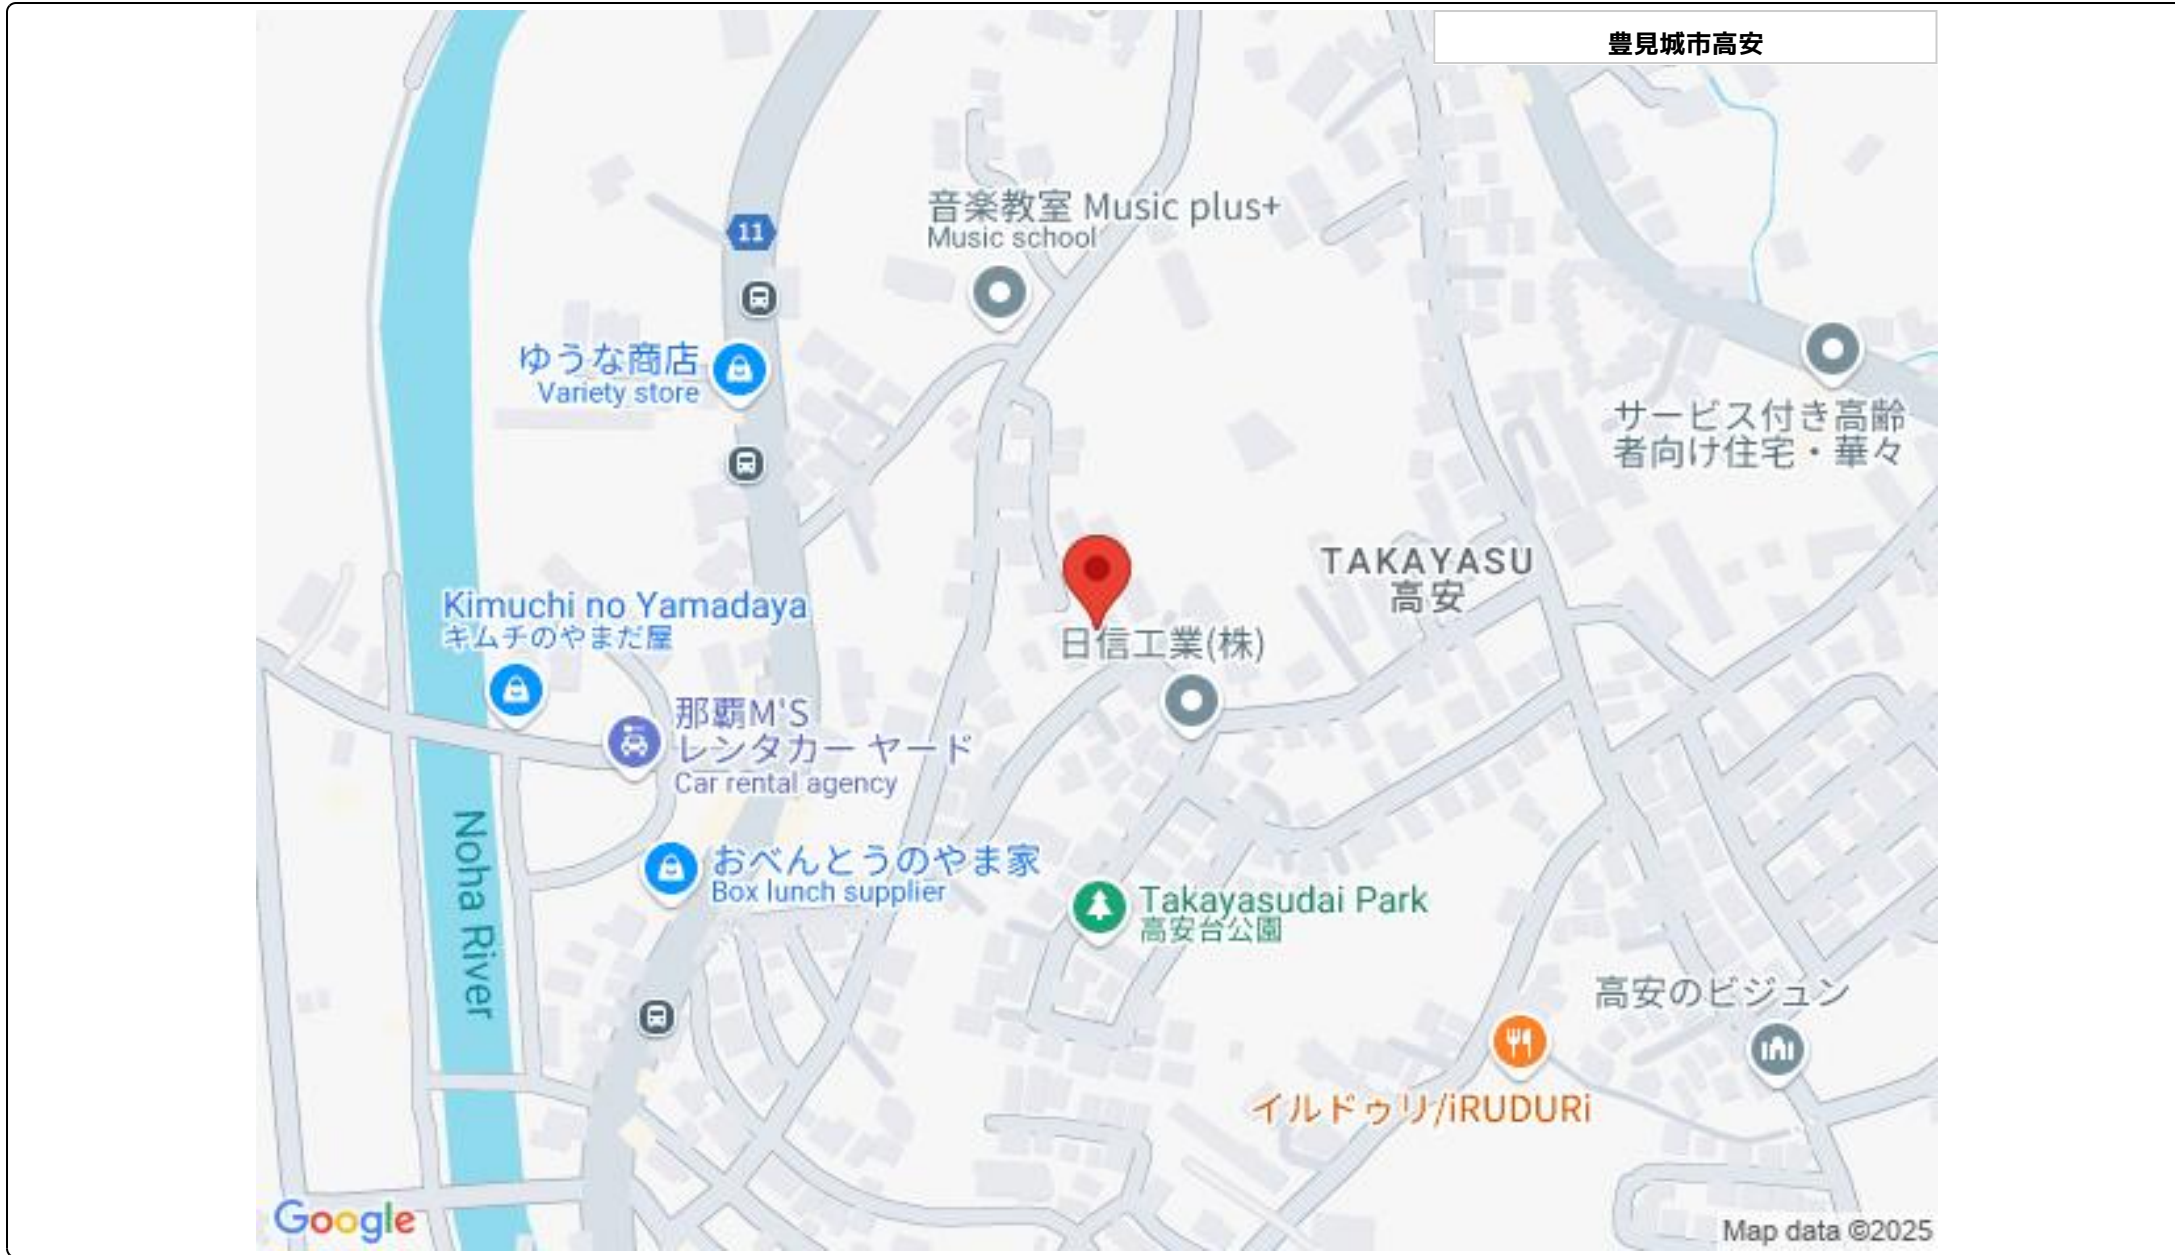 豊見城市高安
音楽教室 Music plus+
Music school
11
ゆうな商店
Variety store
サービス付き高齢
者向け住宅・華々
TAKAYASU
高安
Kimuchi no Yamadaya
キムチのやまだ屋
日信工業(株)
那覇M'S
レンタカー ヤード
Car rental agency
Noha River
おべんとうのやま家
Box lunch supplier
Takayasudai Park
高安台公園
高安のビジュン
イルドゥリ/iRUDURi
Google
Map data ©2025